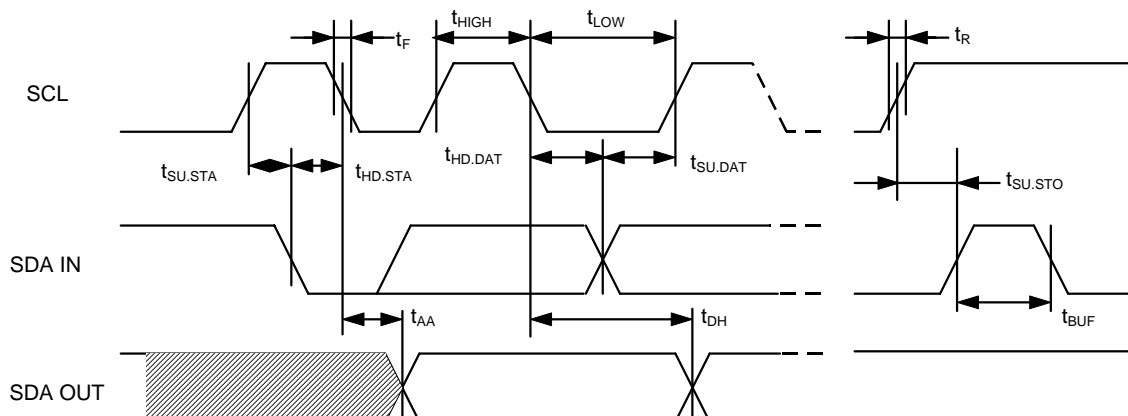 tHIGH tLOW
tF tR
SCL
tSU.STA tHD.STA tHD.DAT tSU.DAT tSU.STO
SDA IN
tAA tDH tBUF
SDA OUT